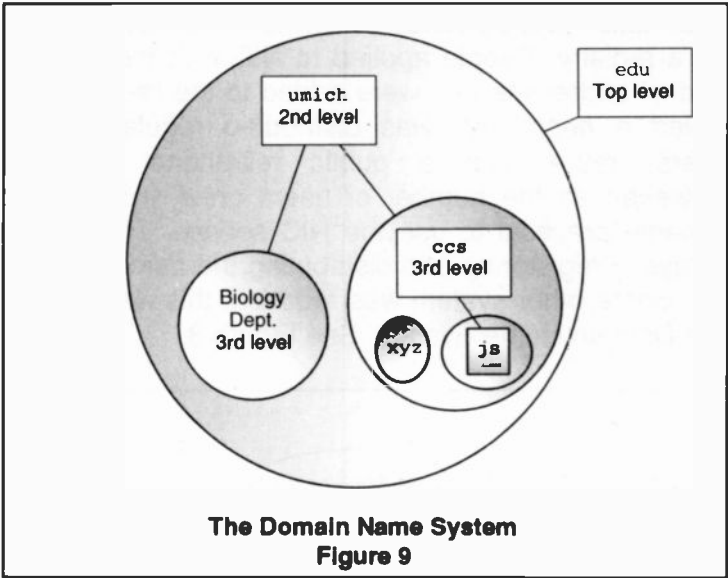 edu
Top level
umich
2nd level
ccs
3rd level
Biology
Dept.
3rd level
xyz
js
The Domain Name System
Figure 9